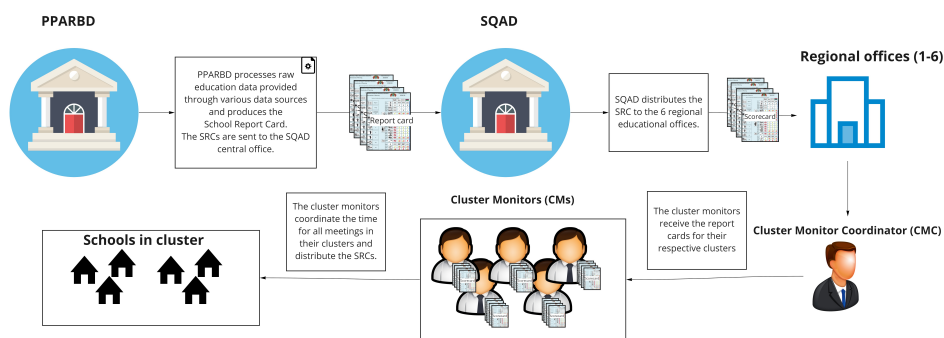 PPARBD
SQAD
Regional offices (1-6)
PPARBD processes raw
education data provided
through various data sources
and produces the
School Report Card.
The SRCs are sent to the SQAD
central office.
Report card
SQAD distributes the
SRC to the 6 regional
educational offices.
Scorecard
Cluster Monitor Coordinator (CMC)
The cluster monitors
receive the report
cards for their
respective clusters
Cluster Monitors (CMs)
The cluster monitors
coordinate the time
for all meetings in
their clusters and
distribute the SRCs.
Schools in cluster